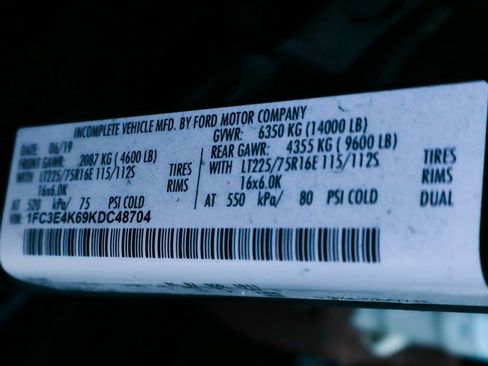 INCOMPLETE VEHICLE MFD. BY FORD MOTOR COMPANY
DATE: 06/19 GVWR: 6350 KG (14000 LB)
FRONT GAWR: 2087 KG (4600 LB) REAR GAWR: 4355 KG (9600 LB)
WITH LT225/75R16E 115/112S TIRES WITH LT225/75R16E 115/112S TIRES
16x6.0K RIMS 16x6.0K RIMS
AT 520 kPa/ 75 PSI COLD AT 550 kPa/ 80 PSI COLD DUAL
VIN: 1FC3E4K69KDC48704